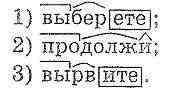 1) выберете;
2) продолжи;
3) вырвите.